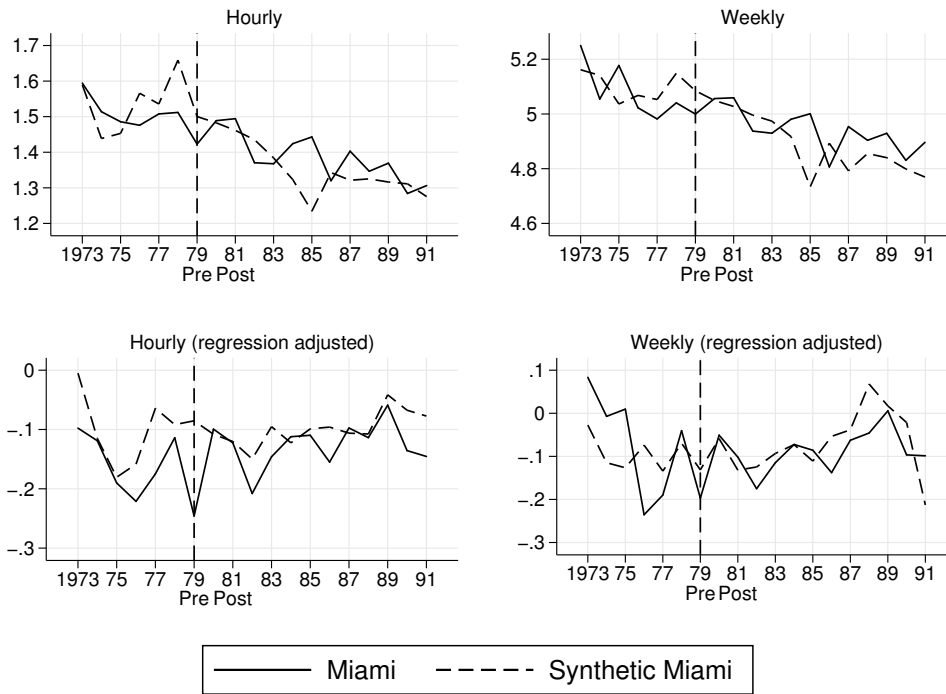 Hourly
1.7
1.6
1.5
1.4
1.3
1.2
1973 75 77 79 81 83 85 87 89 91
Pre Post
Weekly
5.2
5
4.8
4.6
1973 75 77 79 81 83 85 87 89 91
Pre Post
Hourly (regression adjusted)
0
−.1
−.2
−.3
1973 75 77 79 81 83 85 87 89 91
Pre Post
Weekly (regression adjusted)
.1
0
−.1
−.2
−.3
1973 75 77 79 81 83 85 87 89 91
Pre Post
Miami Synthetic Miami